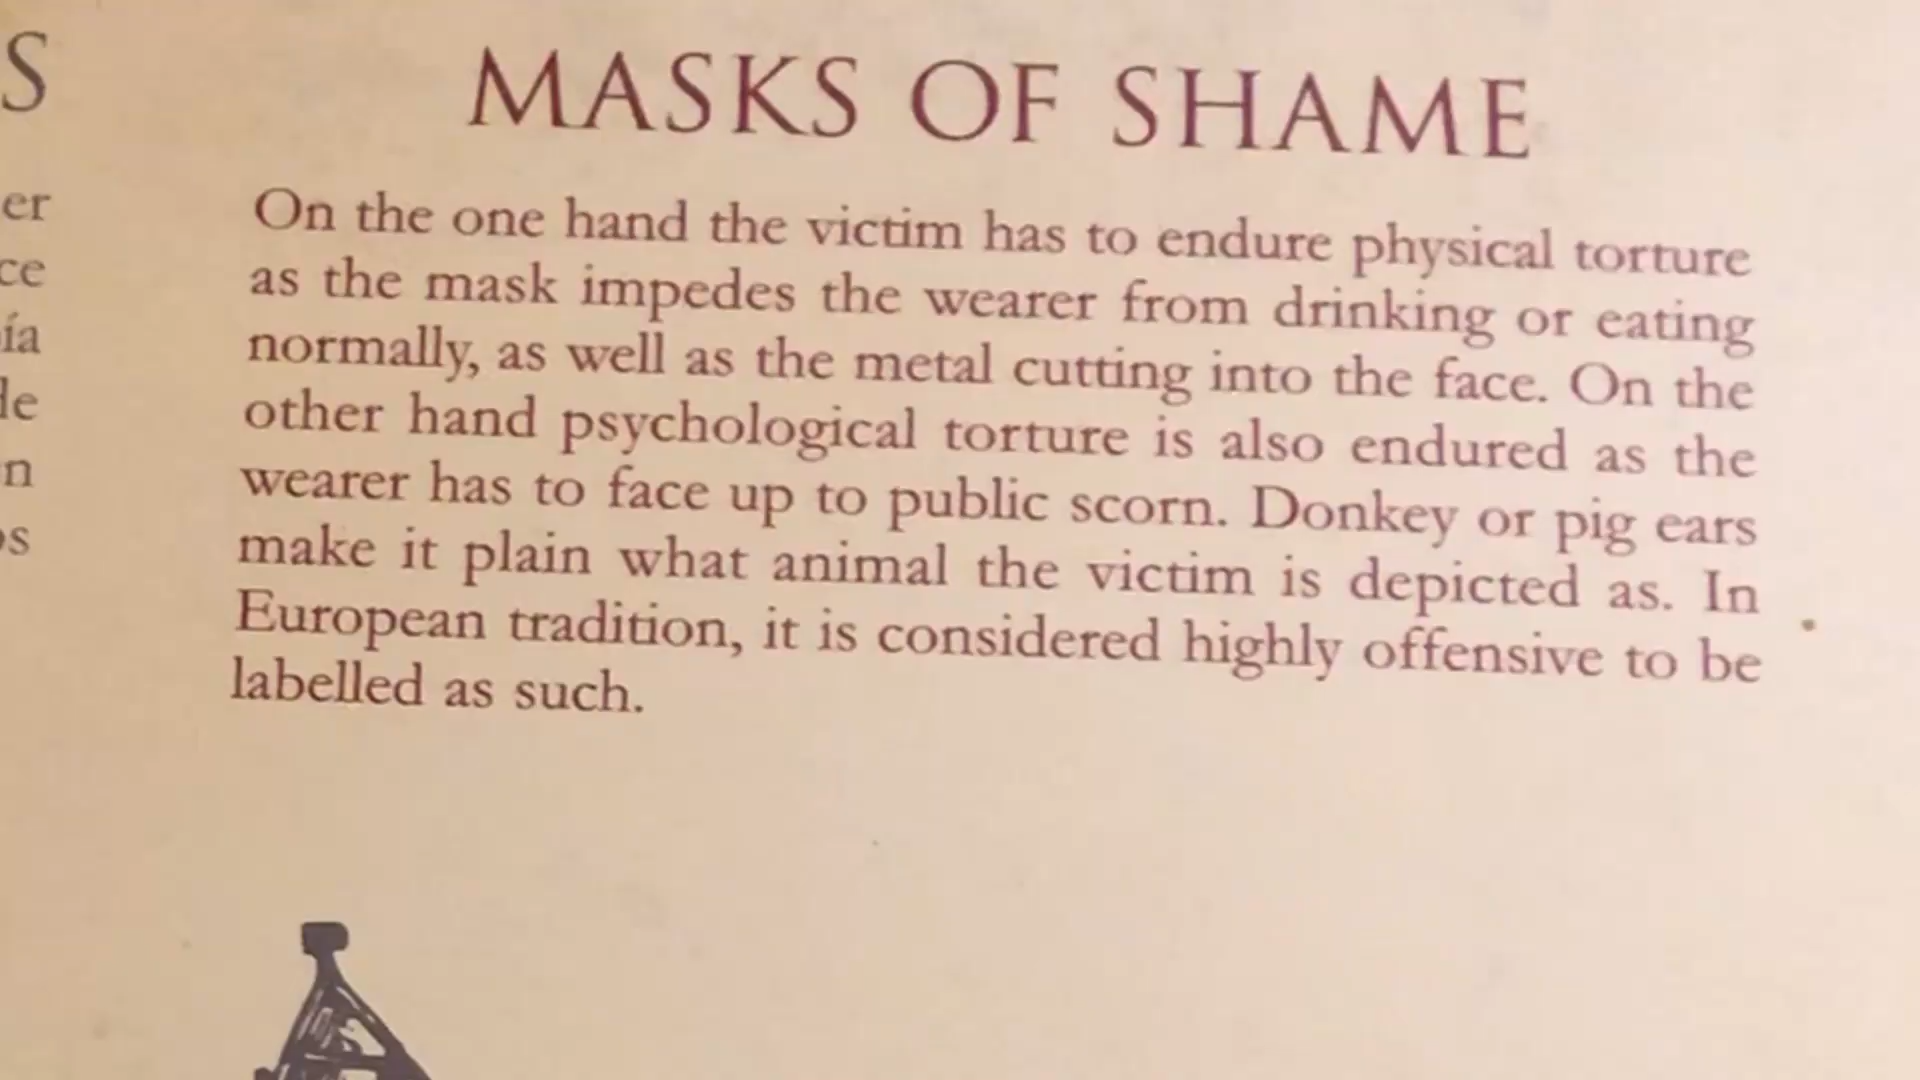 S
MASKS OF SHAME
er
ce
ía
de
n
os
On the one hand the victim has to endure physical torture
as the mask impedes the wearer from drinking or eating
normally, as well as the metal cutting into the face. On the
other hand psychological torture is also endured as the
wearer has to face up to public scorn. Donkey or pig ears
make it plain what animal the victim is depicted as. In
European tradition, it is considered highly offensive to be
labelled as such.